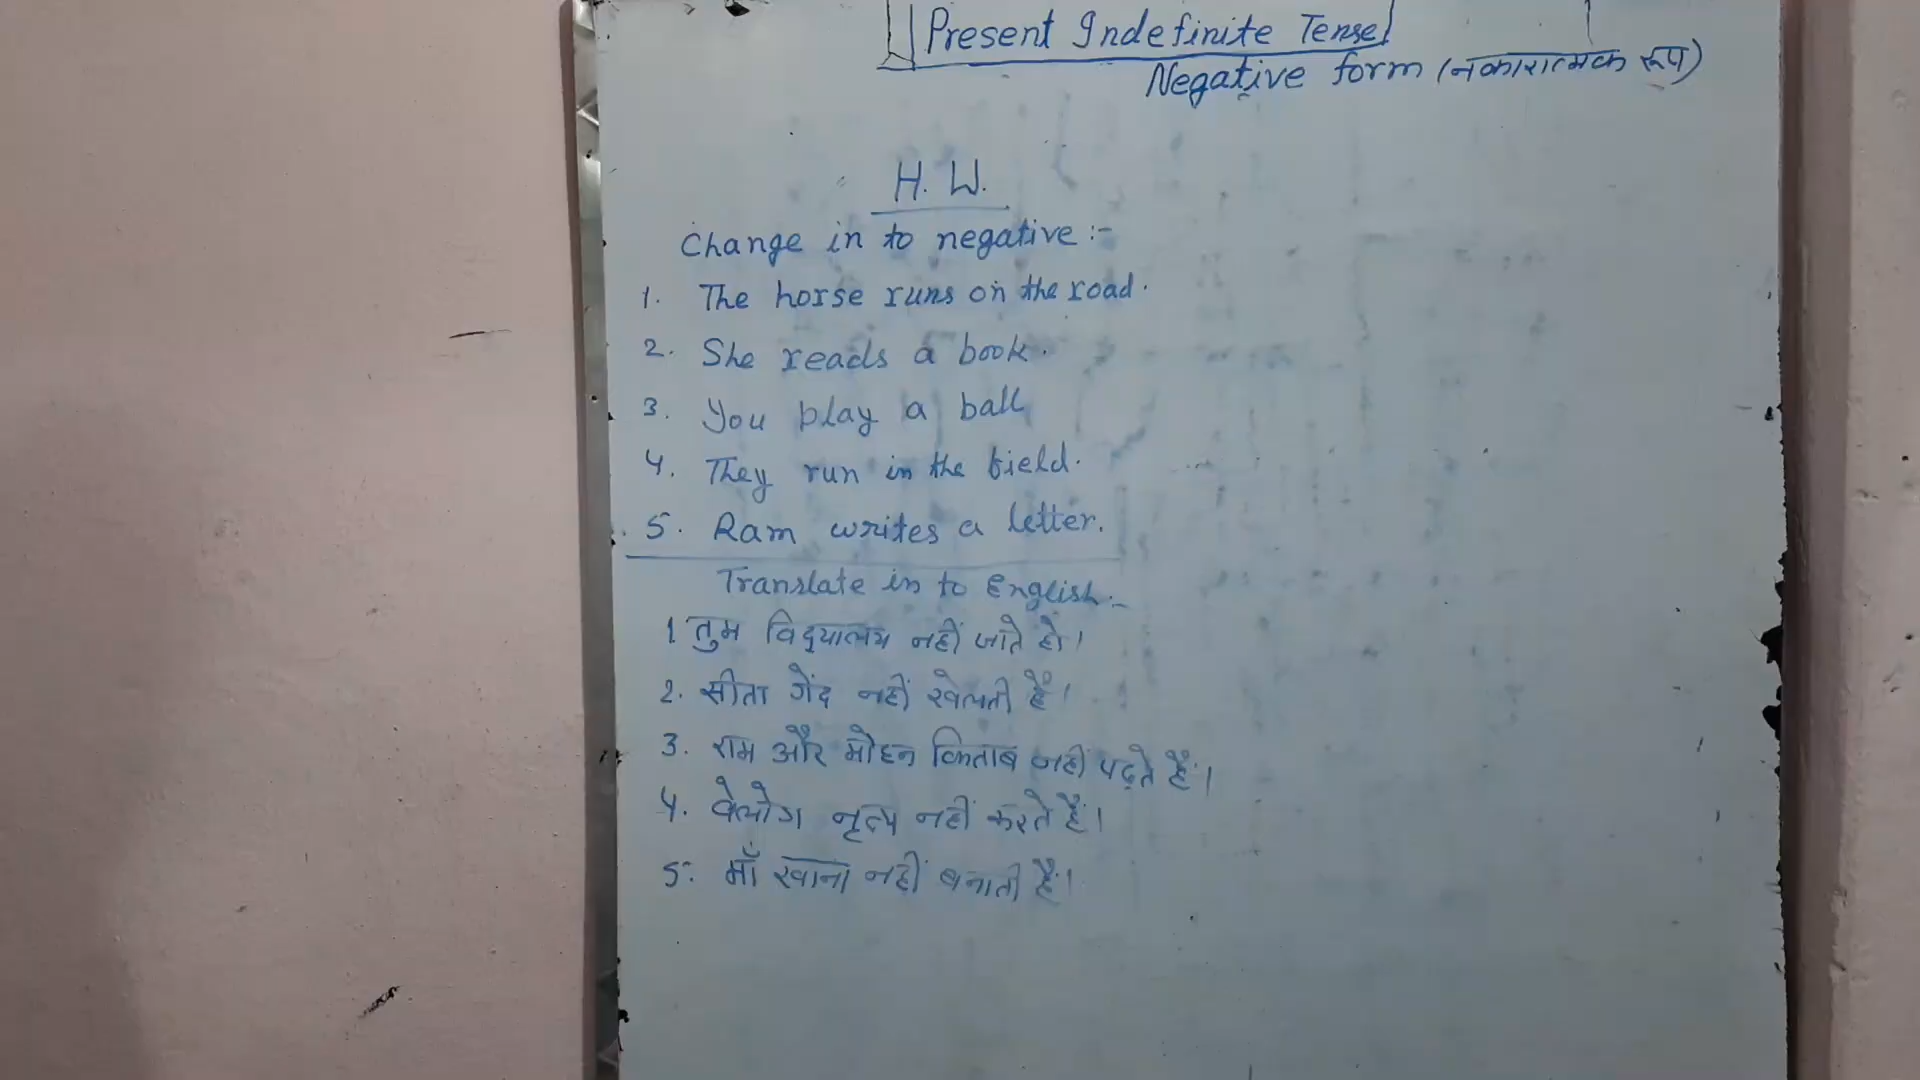 Present Indefinite Tense
Negative form (नकारात्मक रूप)
H. W.
Change in to negative :-
1. The horse runs on the road.
2. She reads a book.
3. You play a ball
4. They run in the field.
5. Ram writes a letter.
Translate in to English:-
1 तुम विद्यालय नहीं जाते हो।
2. सीता गेंद नहीं खेलती है।
3. राम और मोहन किताब नहीं पढ़ते हैं।
4. वेलोग नृत्य नहीं करते हैं।
5. माँ खाना नहीं बनाती हैं।